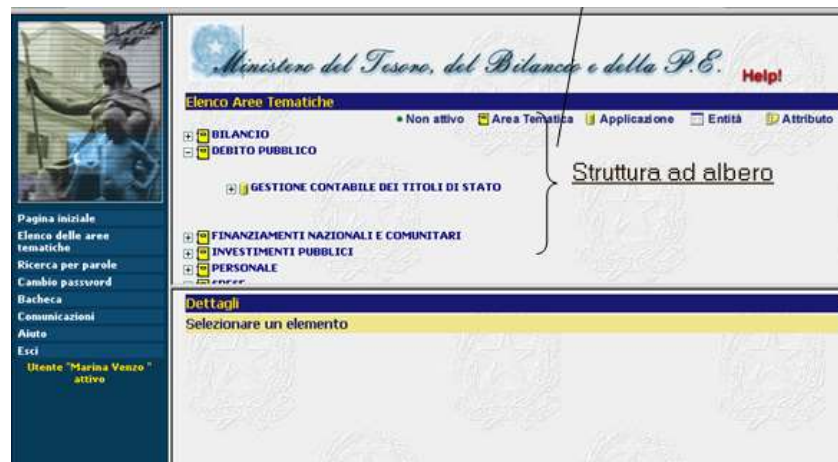 Ministero del Tesoro, del Bilancio e della P.E.
Help!
Elenco Aree Tematiche
Non attivo Area Tematica Applicazione Entità Attributo
BILANCIO
DEBITO PUBBLICO
GESTIONE CONTABILE DEI TITOLI DI STATO
Struttura ad albero
FINANZIAMENTI NAZIONALI E COMUNITARI
INVESTIMENTI PUBBLICI
PERSONALE
SPESE
Pagina iniziale
Elenco delle aree
tematiche
Ricerca per parole
Cambio password
Bacheca
Comunicazioni
Aiuto
Esci
Utente "Marina Venzo "
attivo
Dettagli
Selezionare un elemento